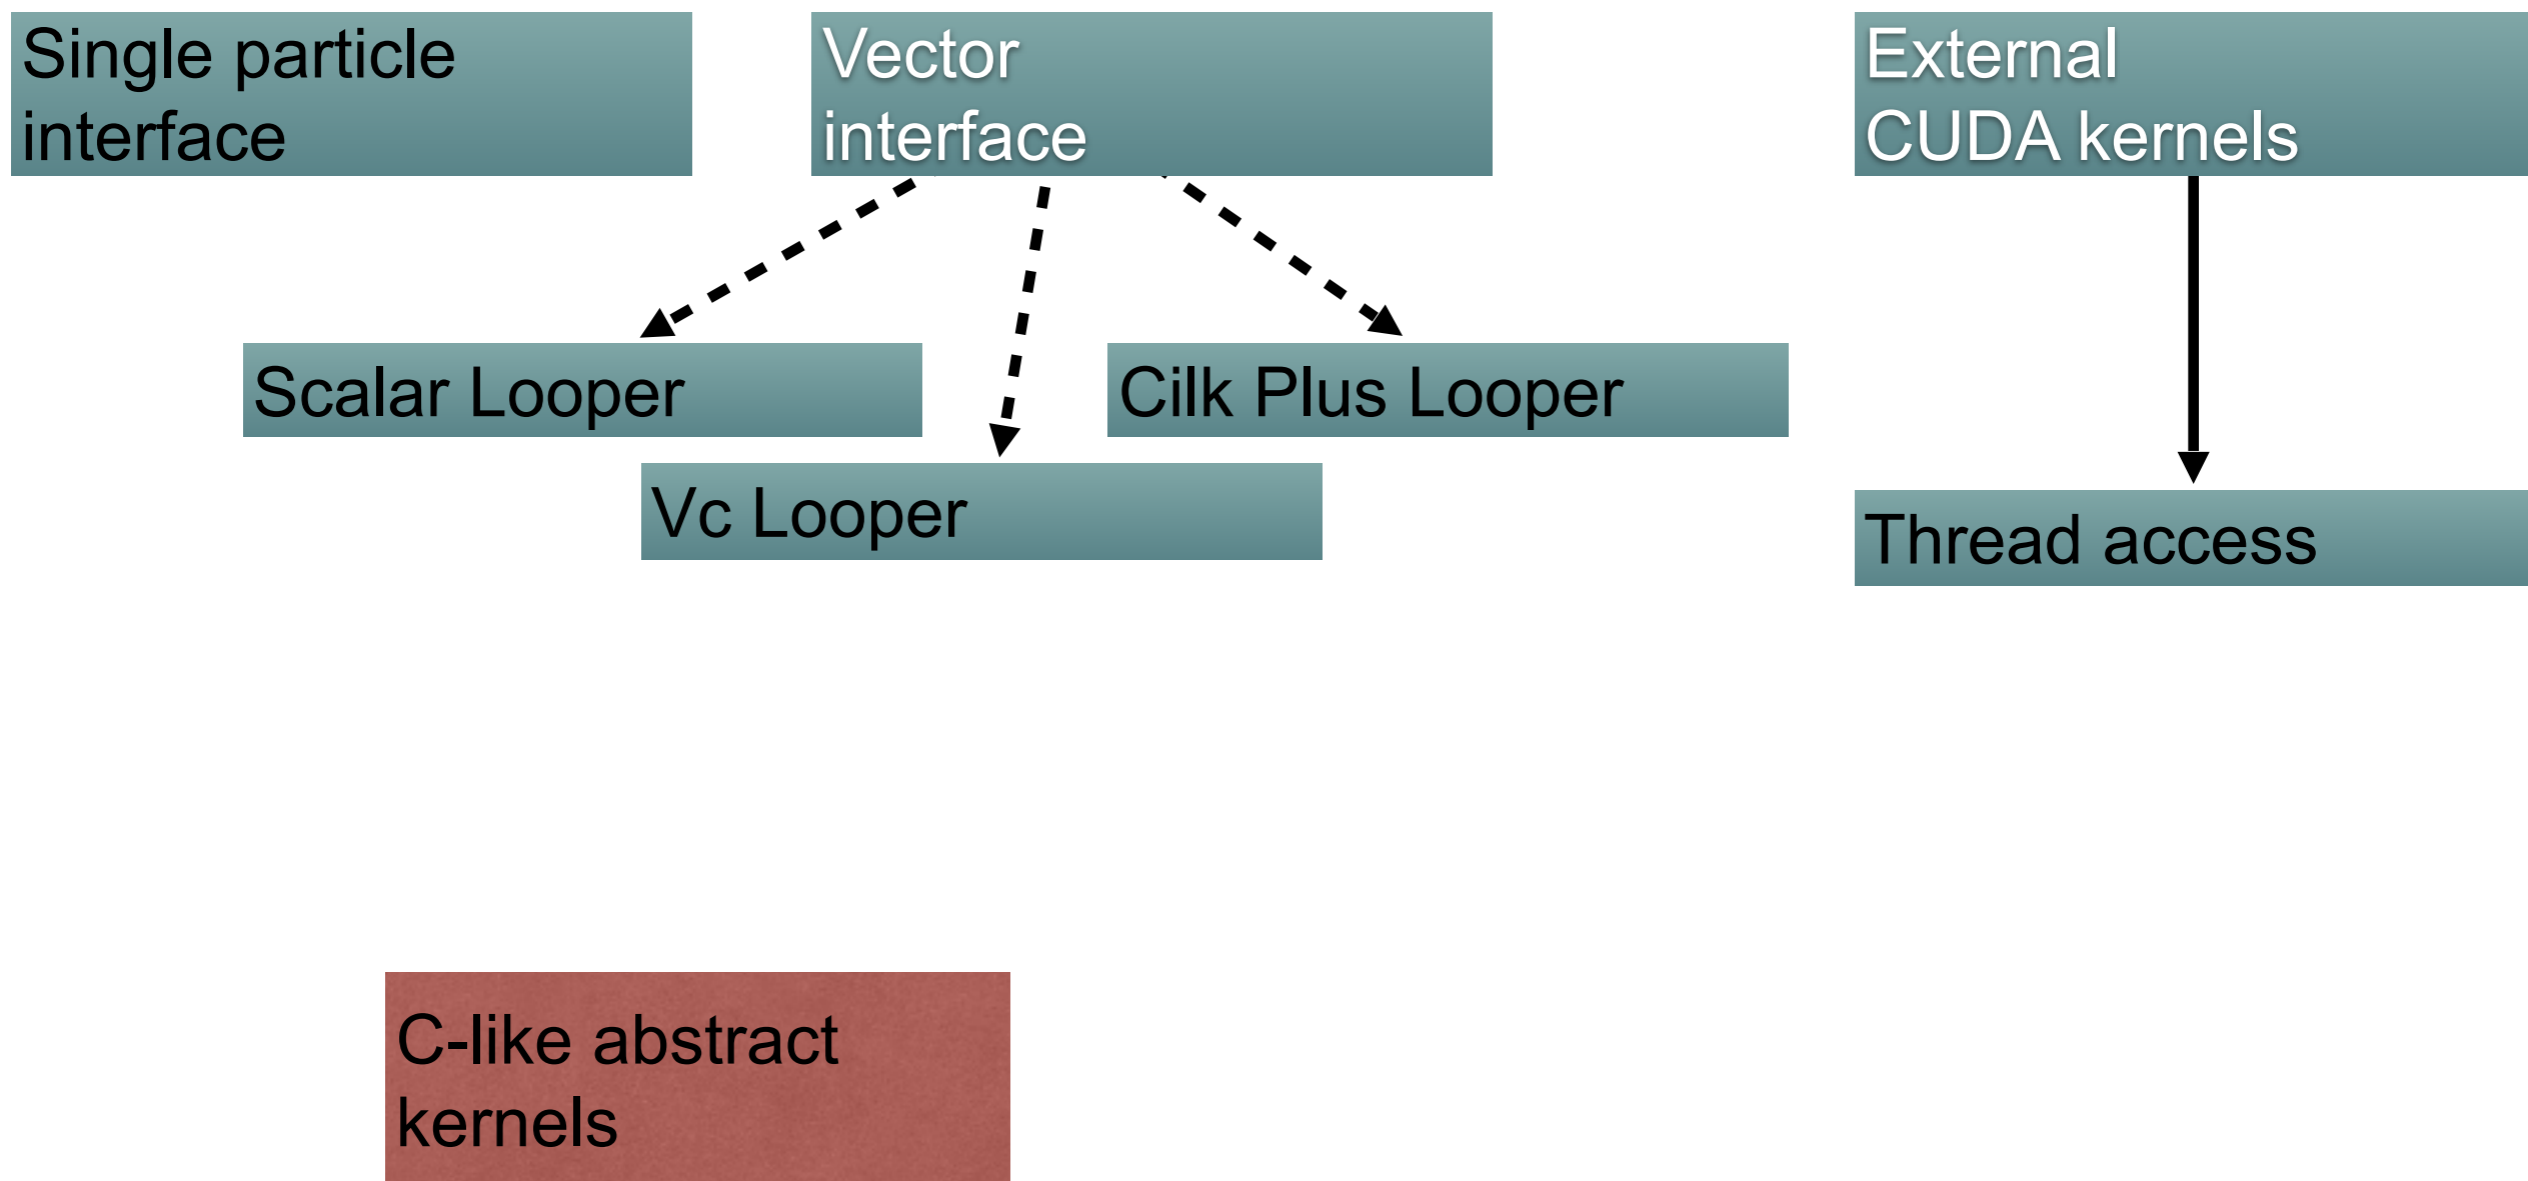 Single particle
interface
Vector
interface
External
CUDA kernels
Scalar Looper
Cilk Plus Looper
Vc Looper
Thread access
C-like abstract
kernels